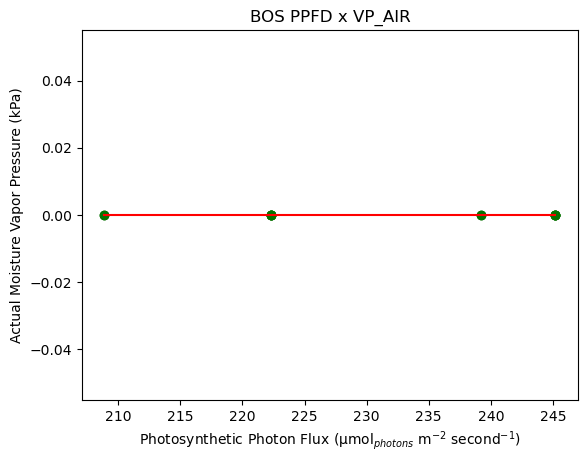 BOS PPFD x VP_AIR
Actual Moisture Vapor Pressure (kPa)
0.04
0.02
0.00
−0.02
−0.04
210 215 220 225 230 235 240 245
Photosynthetic Photon Flux (μmol$_{photons}$ m$^{−2}$ second$^{−1}$)